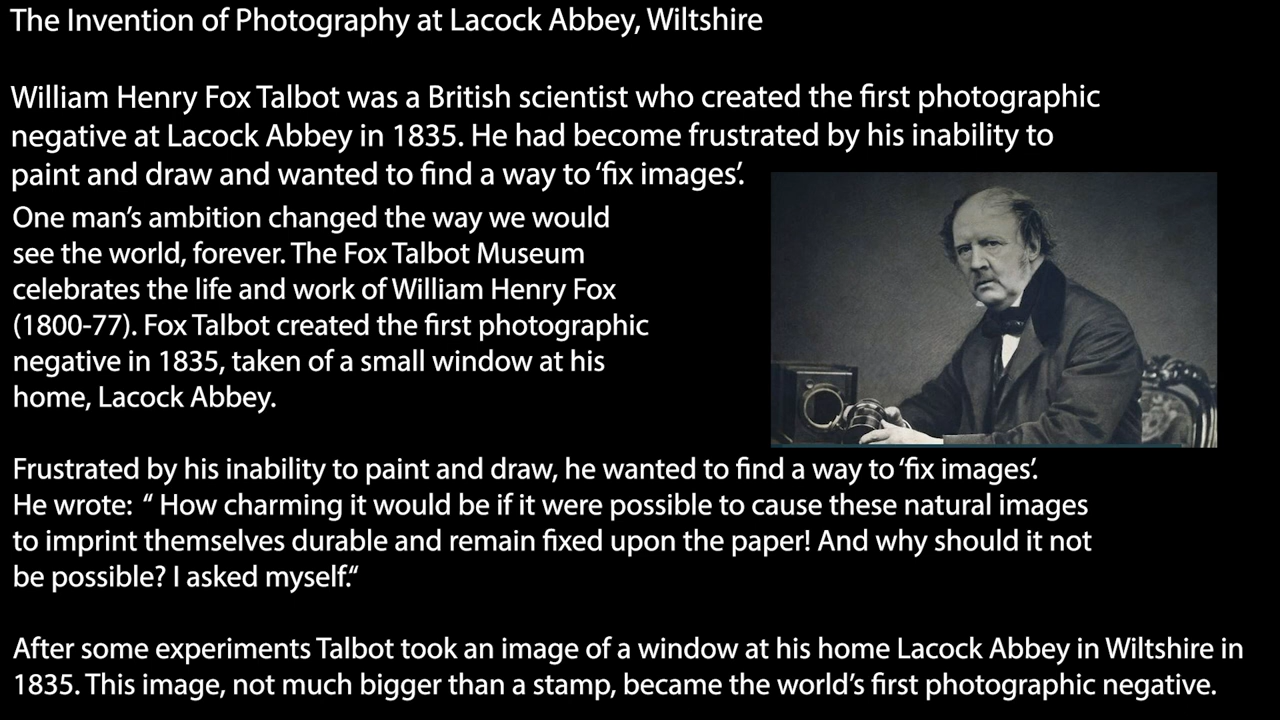 The Invention of Photography at Lacock Abbey, Wiltshire
William Henry Fox Talbot was a British scientist who created the first photographic
negative at Lacock Abbey in 1835. He had become frustrated by his inability to
paint and draw and wanted to find a way to ‘fix images’.
One man’s ambition changed the way we would
see the world, forever. The Fox Talbot Museum
celebrates the life and work of William Henry Fox
(1800-77). Fox Talbot created the first photographic
negative in 1835, taken of a small window at his
home, Lacock Abbey.
Frustrated by his inability to paint and draw, he wanted to find a way to ‘fix images’.
He wrote: “ How charming it would be if it were possible to cause these natural images
to imprint themselves durable and remain fixed upon the paper! And why should it not
be possible? I asked myself.“
After some experiments Talbot took an image of a window at his home Lacock Abbey in Wiltshire in
1835. This image, not much bigger than a stamp, became the world’s first photographic negative.